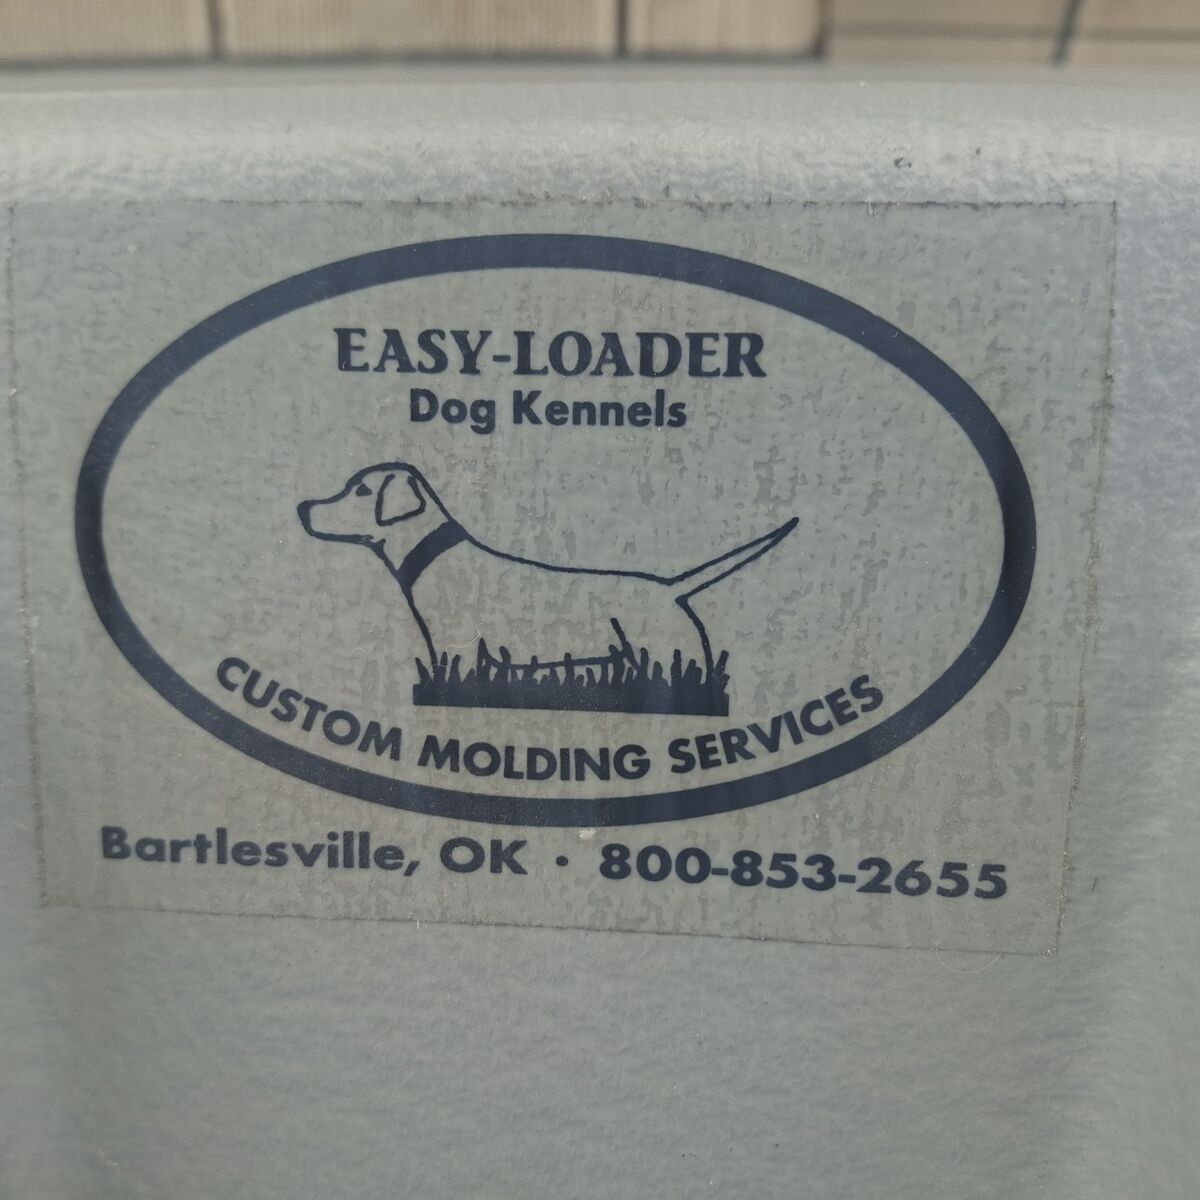 EASY-LOADER
Dog Kennels
CUSTOM MOLDING SERVICES
Bartlesville, OK · 800-853-2655